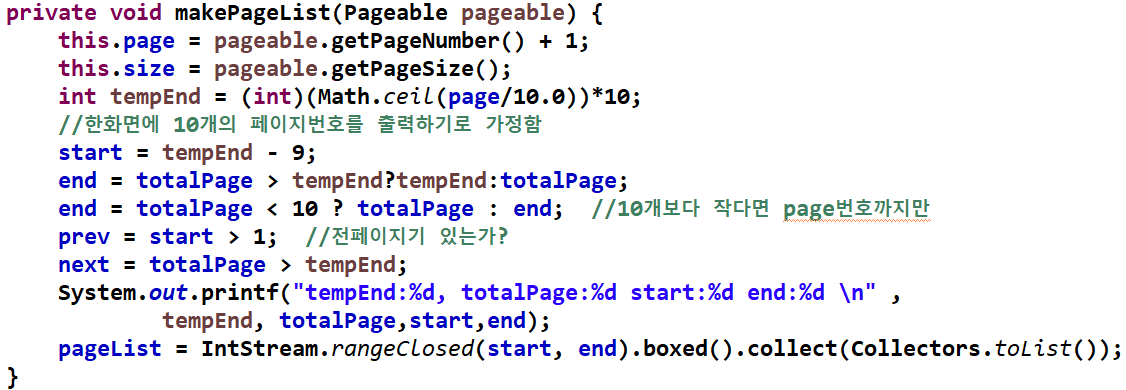 private void makePageList(Pageable pageable) {
    this.page = pageable.getPageNumber() + 1;
    this.size = pageable.getPageSize();
    int tempEnd = (int)(Math.ceil(page/10.0))*10;
    //한화면에 10개의 페이지번호를 출력하기로 가정함
    start = tempEnd - 9;
    end = totalPage > tempEnd?tempEnd:totalPage;
    end = totalPage < 10 ? totalPage : end;  //10개보다 작다면 page번호까지만
    prev = start > 1;  //전페이지기 있는가?
    next = totalPage > tempEnd;
    System.out.printf("tempEnd:%d, totalPage:%d start:%d end:%d \n" ,
            tempEnd, totalPage,start,end);
    pageList = IntStream.rangeClosed(start, end).boxed().collect(Collectors.toList());
}